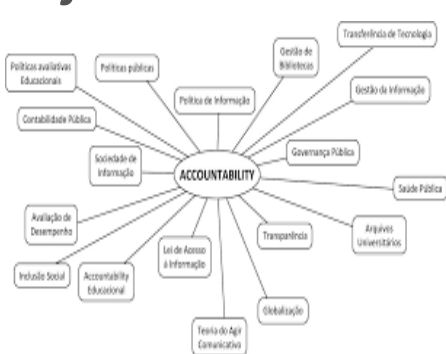 Transferência de Tecnologia
Gestão de
Bibliotecas
Políticas avaliativas
Educacionais
Políticas públicas
Gestão da Informação
Política de Informação
Contabilidade Pública
Governança Pública
Sociedade de
Informação
ACCOUNTABILITY
Saúde Pública
Avaliação de
Desempenho
Transparência
Arquivos
Universitários
Lei de Acesso
à Informação
Inclusão Social
Accountability
Educacional
Globalização
Teoria do Agir
Comunicativo